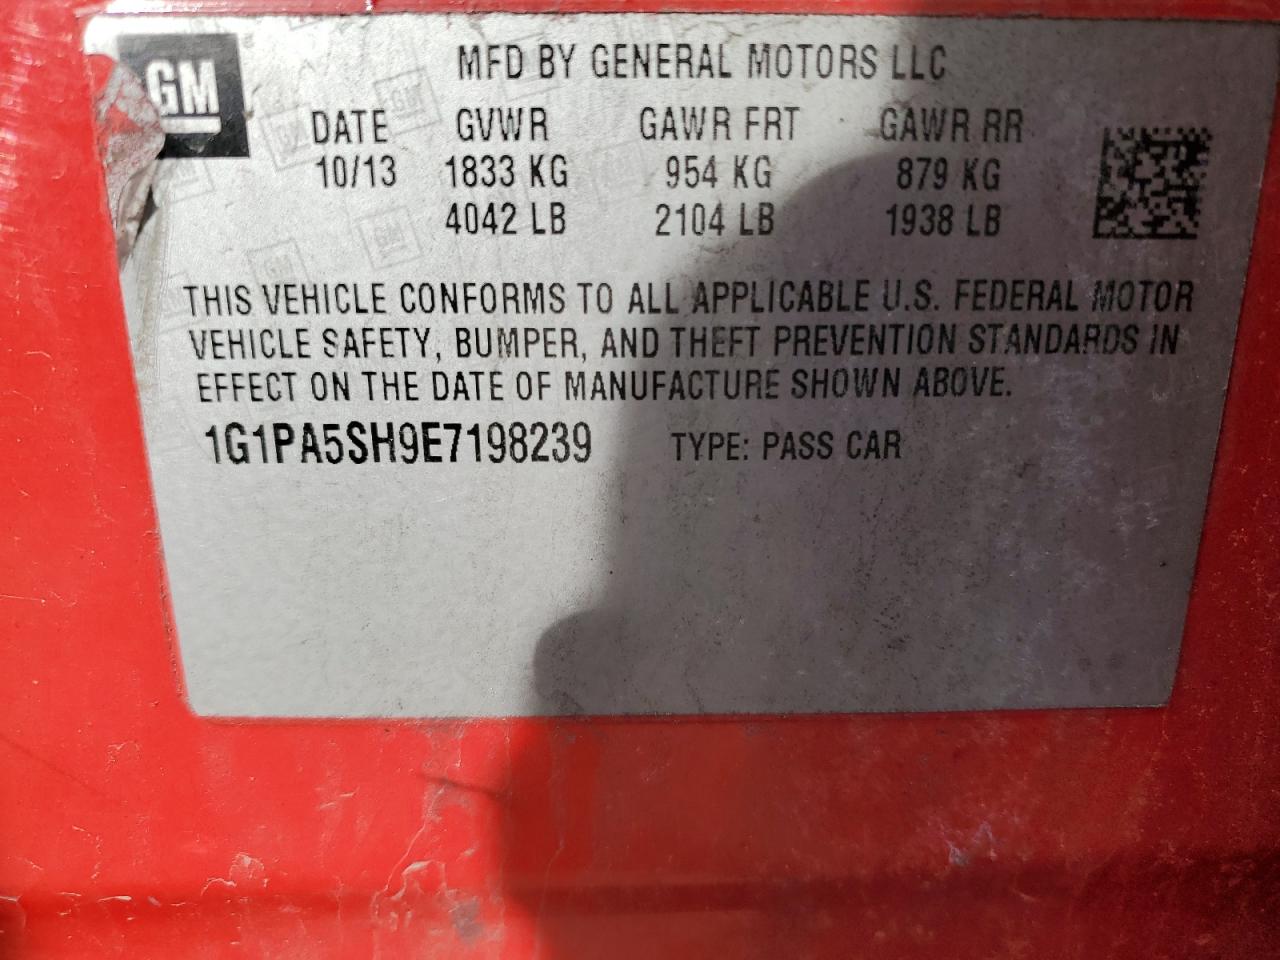 GM
MFD BY GENERAL MOTORS LLC
DATE GVWR GAWR FRT GAWR RR
10/13 1833 KG 954 KG 879 KG
4042 LB 2104 LB 1938 LB
THIS VEHICLE CONFORMS TO ALL APPLICABLE U.S. FEDERAL MOTOR
VEHICLE SAFETY, BUMPER, AND THEFT PREVENTION STANDARDS IN
EFFECT ON THE DATE OF MANUFACTURE SHOWN ABOVE.
1G1PA5SH9E7198239 TYPE: PASS CAR